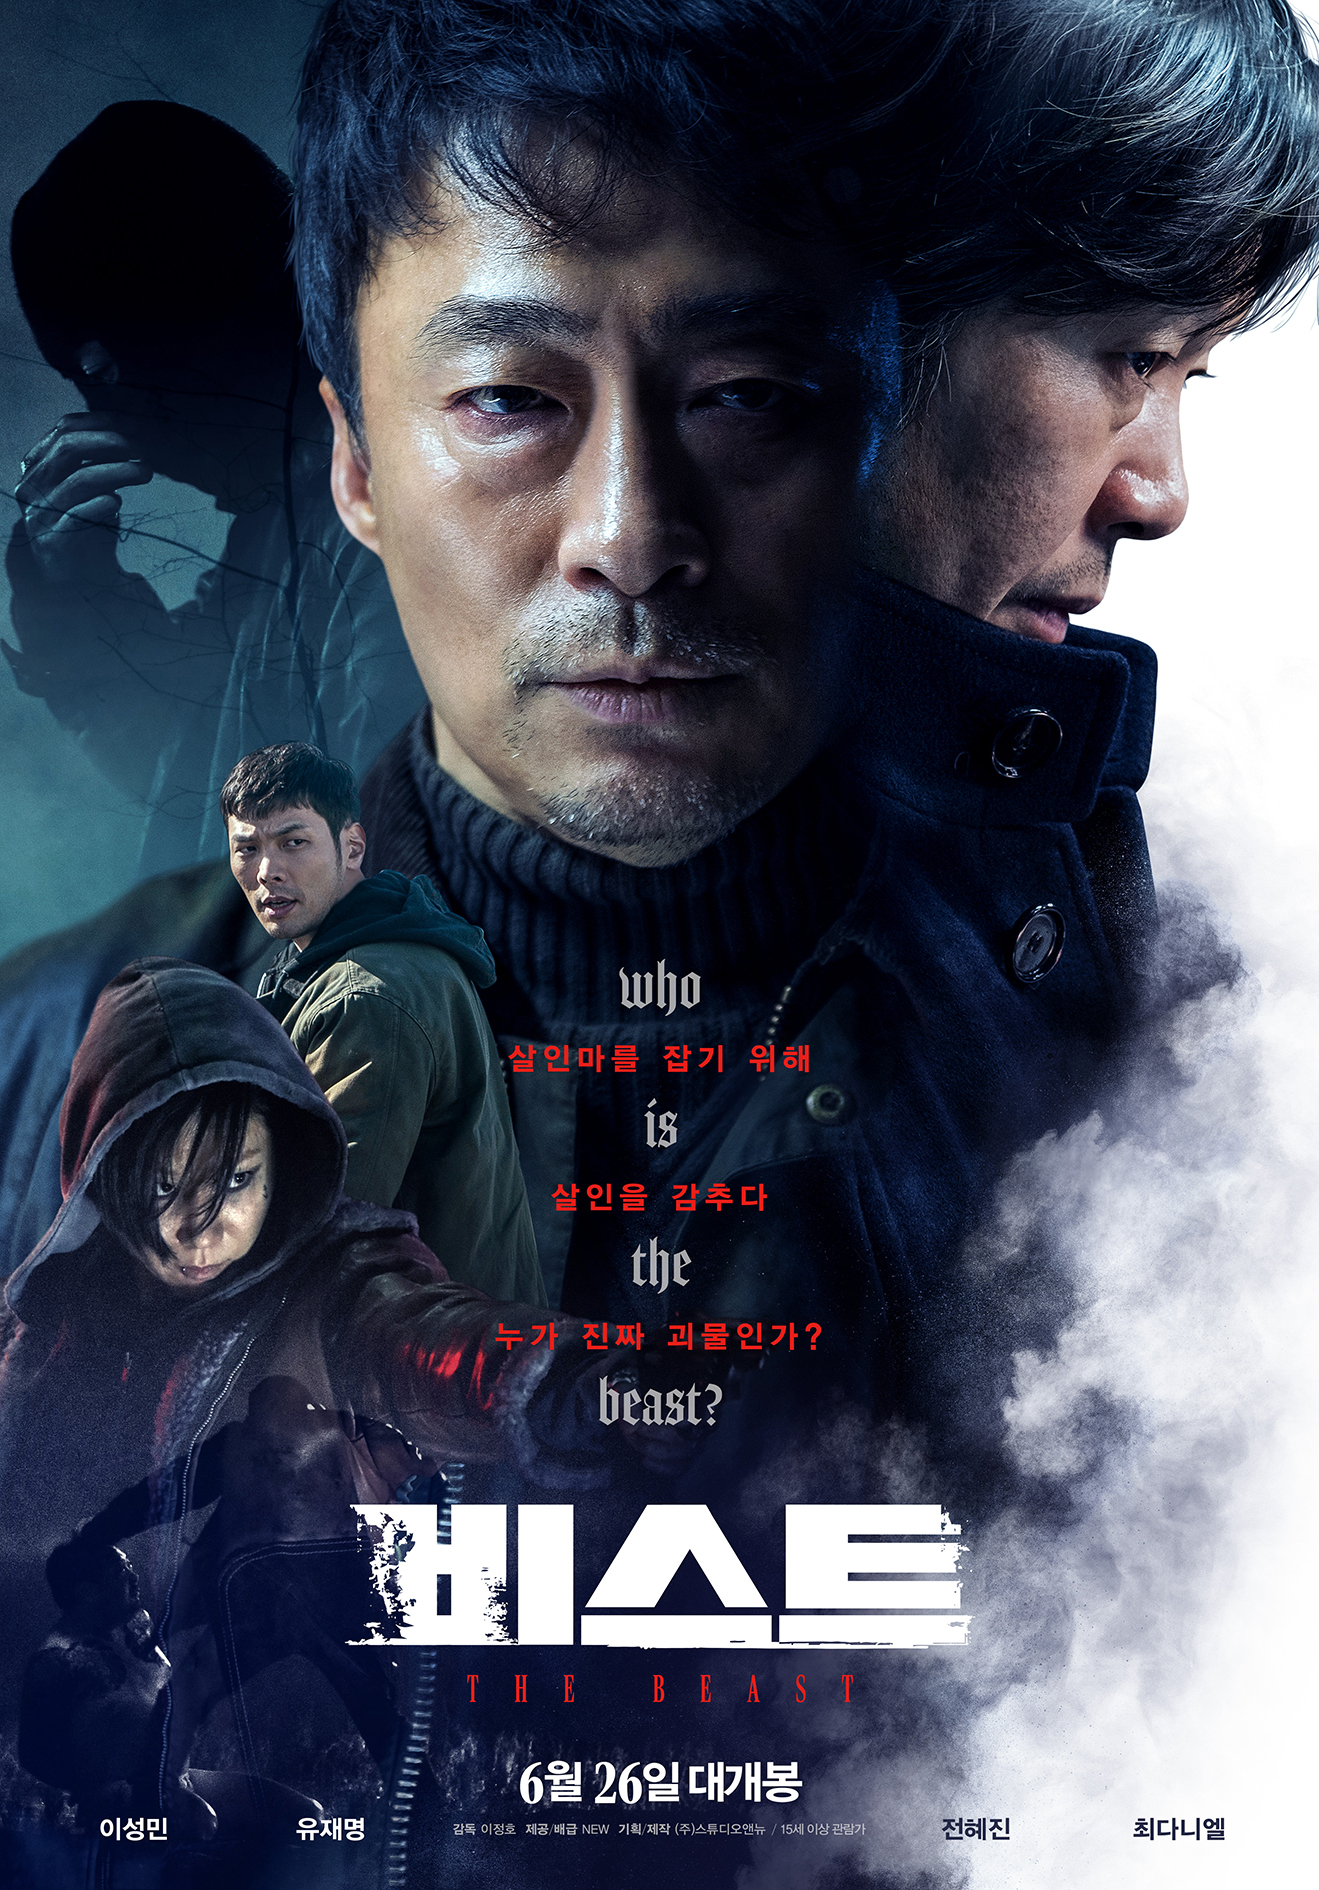 who
살인마를 잡기 위해
is
살인을 감추다
the
누가 진짜 괴물인가?
beast?
비스트
THE BEAST
6월 26일 대개봉
이성민 유재명 감독 이정호 제공/배급 NEW 기획/제작 (주)스튜디오앤뉴 / 15세 이상 관람가 전혜진 최다니엘